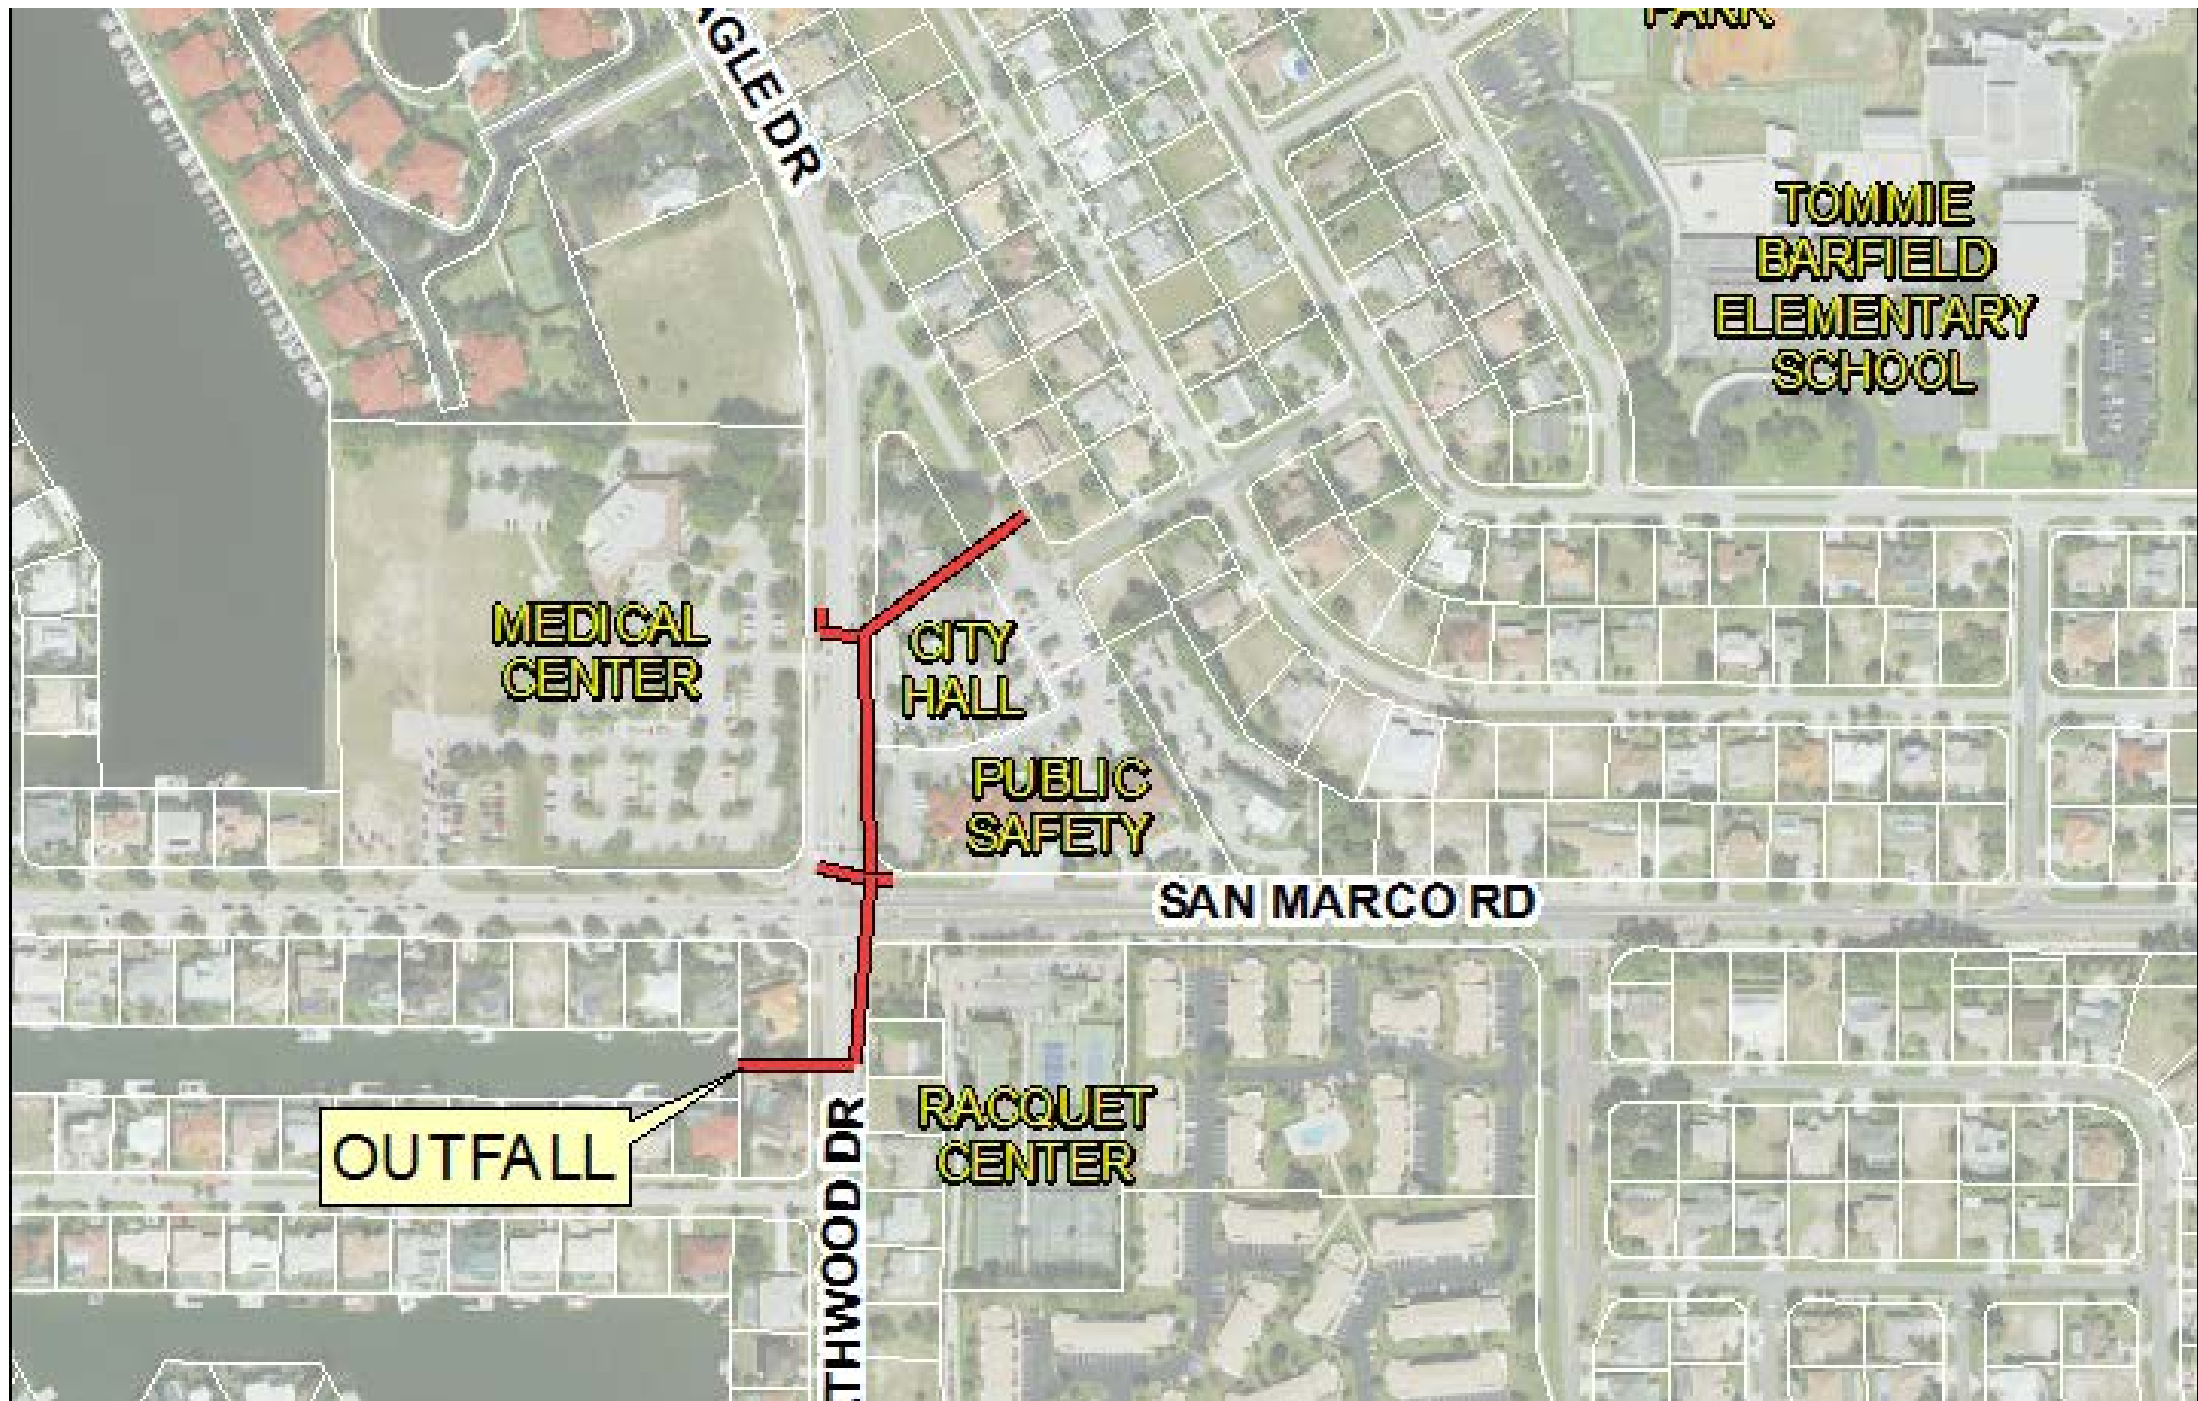 PARK
AGLE DR
TOMMIE
BARFIELD
ELEMENTARY
SCHOOL
MEDICAL
CENTER
CITY
HALL
PUBLIC
SAFETY
SAN MARCO RD
RACQUET
CENTER
OUTFALL
THWOOD DR